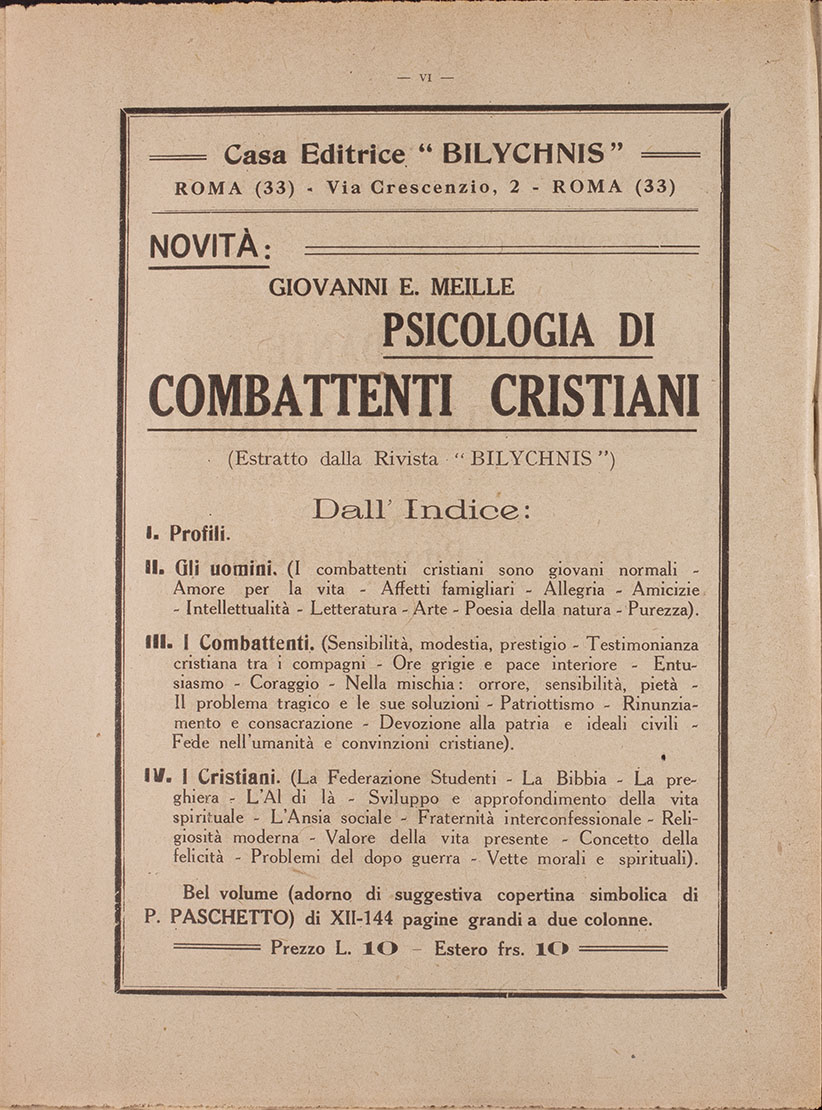 — VI —
Casa Editrice “ BILYCHNIS ”
ROMA (33) - Via Crescenzio, 2 - ROMA (33)
NOVITÀ:
GIOVANNI E. MEILLE
PSICOLOGIA DI
COMBATTENTI CRISTIANI
(Estratto dalla Rivista “ BILYCHNIS ”)
Dall' Indice:
I. Profili.
II. Gli uomini. (I combattenti cristiani sono giovani normali -
Amore per la vita - Affetti famigliari - Allegria - Amicizie
- Intellettualità - Letteratura - Arte - Poesia della natura - Purezza).
III. I Combattenti. (Sensibilità, modestia, prestigio - Testimonianza
cristiana tra i compagni - Ore grigie e pace interiore - Entu-
siasmo - Coraggio - Nella mischia: orrore, sensibilità, pietà -
Il problema tragico e le sue soluzioni - Patriottismo - Rinunzia-
mento e consacrazione - Devozione alla patria e ideali civili -
Fede nell'umanità e convinzioni cristiane).
IV. I Cristiani. (La Federazione Studenti - La Bibbia - La pre-
ghiera - L'Al di là - Sviluppo e approfondimento della vita
spirituale - L'Ansia sociale - Fraternità interconfessionale - Reli-
giosità moderna - Valore della vita presente - Concetto della
felicità - Problemi del dopo guerra - Vette morali e spirituali).
Bel volume (adorno di suggestiva copertina simbolica di
P. PASCHETTO) di XII-144 pagine grandi a due colonne.
Prezzo L. 10 - Estero frs. 10